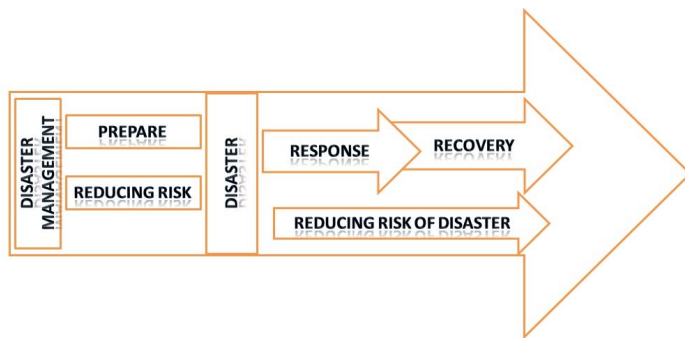 DISASTER
MANAGEMENT
PREPARE
REDUCING RISK
DISASTER
RESPONSE
RECOVERY
REDUCING RISK OF DISASTER